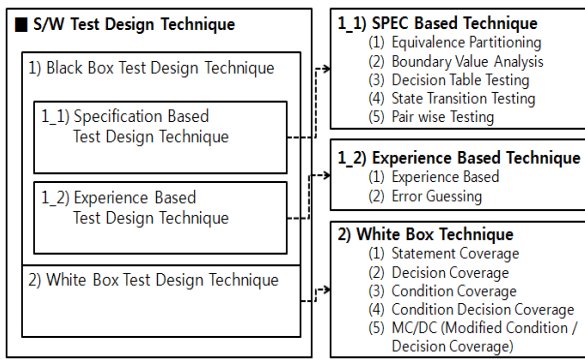 ■ S/W Test Design Technique
1) Black Box Test Design Technique
1_1) Specification Based
Test Design Technique
1_2) Experience Based
Test Design Technique
2) White Box Test Design Technique
1_1) SPEC Based Technique
(1) Equivalence Partitioning
(2) Boundary Value Analysis
(3) Decision Table Testing
(4) State Transition Testing
(5) Pair wise Testing
1_2) Experience Based Technique
(1) Experience Based
(2) Error Guessing
2) White Box Technique
(1) Statement Coverage
(2) Decision Coverage
(3) Condition Coverage
(4) Condition Decision Coverage
(5) MC/DC (Modified Condition /
Decision Coverage)